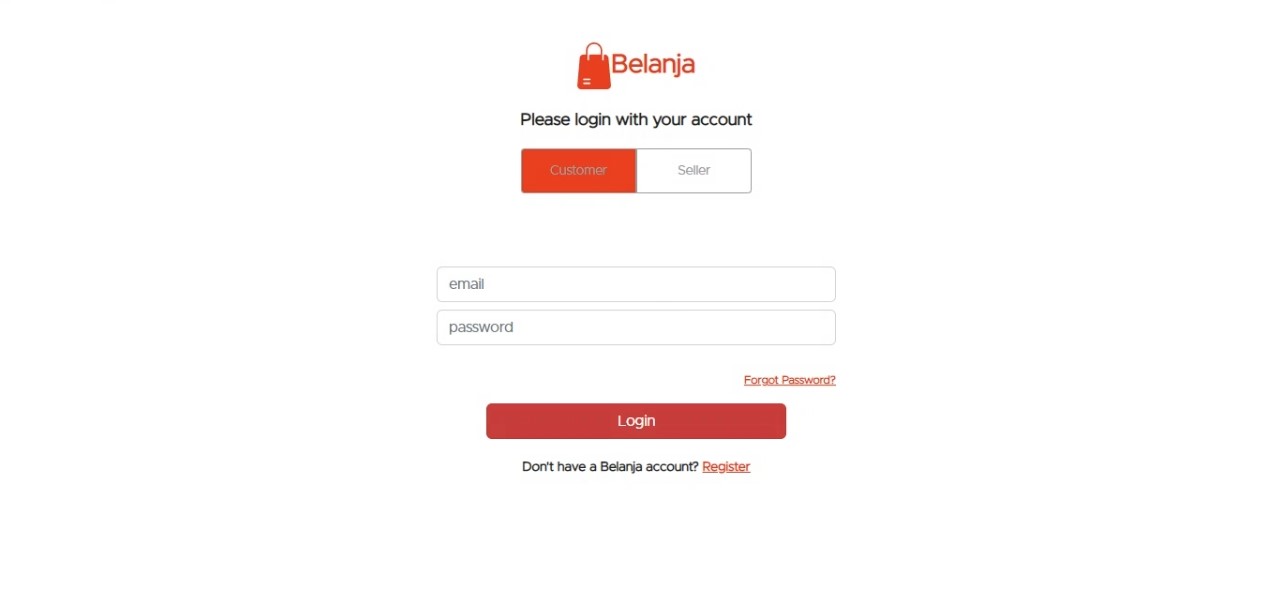 Belanja
Please login with your account
Customer Seller
email
password
Forgot Password?
Login
Don't have a Belanja account? Register